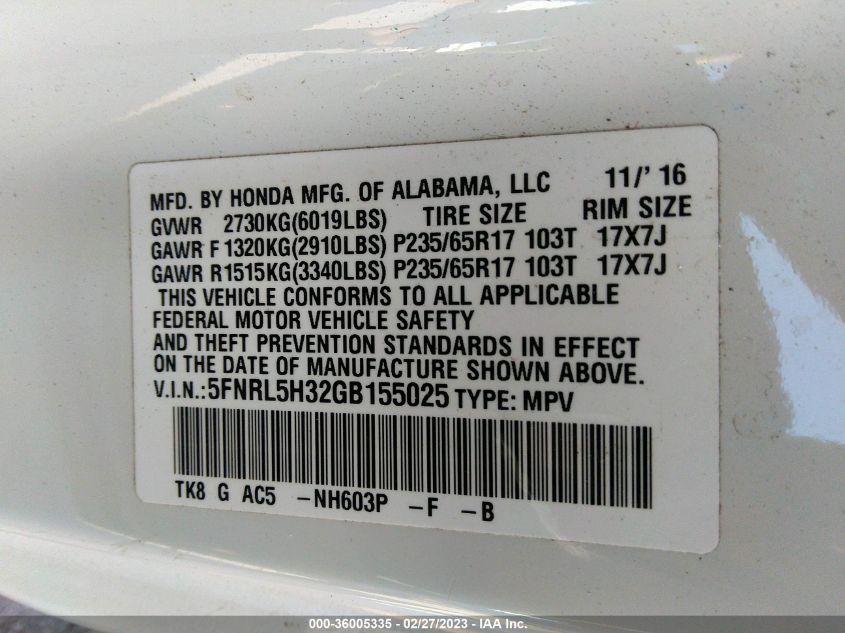 MFD. BY HONDA MFG. OF ALABAMA, LLC 11/' 16
GVWR 2730KG(6019LBS) TIRE SIZE RIM SIZE
GAWR F 1320KG(2910LBS) P235/65R17 103T 17X7J
GAWR R1515KG(3340LBS) P235/65R17 103T 17X7J
THIS VEHICLE CONFORMS TO ALL APPLICABLE
FEDERAL MOTOR VEHICLE SAFETY
AND THEFT PREVENTION STANDARDS IN EFFECT
ON THE DATE OF MANUFACTURE SHOWN ABOVE.
V.I.N.:5FNRL5H32GB155025 TYPE: MPV
TK8 G AC5 -NH603P -F -B
000-36005335 - 02/27/2023 - IAA Inc.